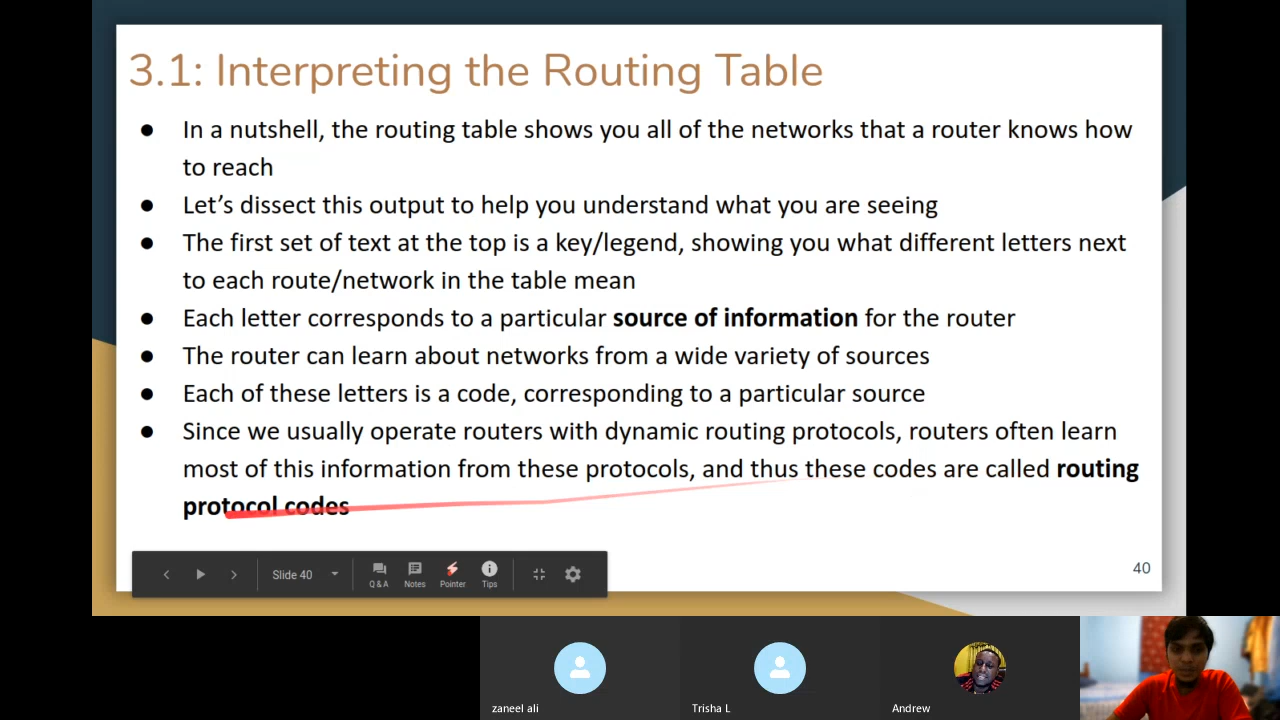 3.1: Interpreting the Routing Table
● In a nutshell, the routing table shows you all of the networks that a router knows how
to reach
● Let’s dissect this output to help you understand what you are seeing
● The first set of text at the top is a key/legend, showing you what different letters next
to each route/network in the table mean
● Each letter corresponds to a particular source of information for the router
● The router can learn about networks from a wide variety of sources
● Each of these letters is a code, corresponding to a particular source
● Since we usually operate routers with dynamic routing protocols, routers often learn
most of this information from these protocols, and thus these codes are called routing
protocol codes
40
Slide 40
Q & A Notes Pointer Tips
zaneel ali
Trisha L
Andrew